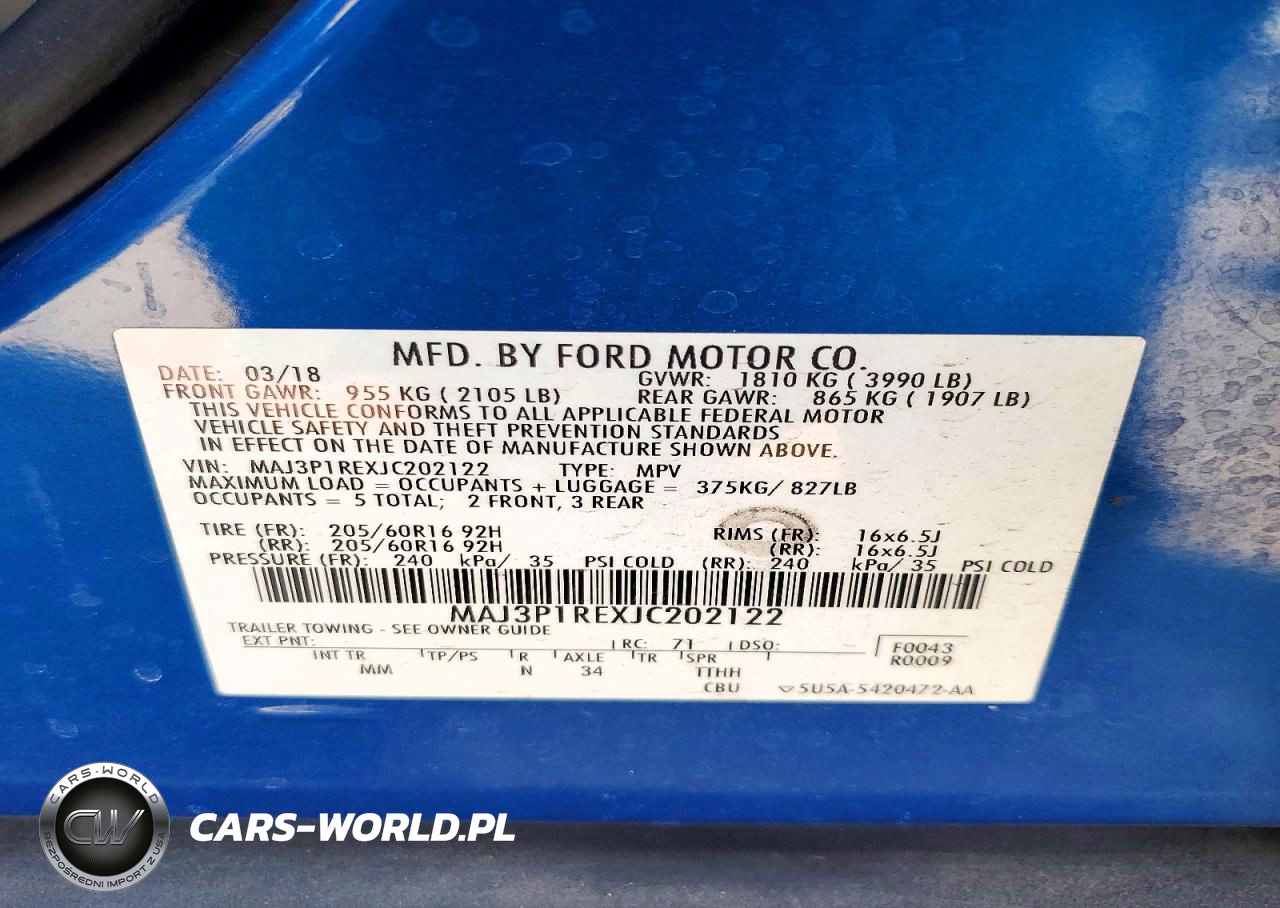 MFD. BY FORD MOTOR CO.
DATE: 03/18 GVWR: 1810 KG ( 3990 LB)
FRONT GAWR: 955 KG ( 2105 LB) REAR GAWR: 865 KG ( 1907 LB)
THIS VEHICLE CONFORMS TO ALL APPLICABLE FEDERAL MOTOR
VEHICLE SAFETY AND THEFT PREVENTION STANDARDS
IN EFFECT ON THE DATE OF MANUFACTURE SHOWN ABOVE.
VIN: MAJ3P1REXJC202122 TYPE: MPV
MAXIMUM LOAD = OCCUPANTS + LUGGAGE = 375KG/ 827LB
OCCUPANTS = 5 TOTAL; 2 FRONT, 3 REAR
TIRE (FR): 205/60R16 92H RIMS (FR): 16x6.5J
(RR): 205/60R16 92H (RR): 16x6.5J
PRESSURE (FR): 240 kPa/ 35 PSI COLD (RR): 240 kPa/ 35 PSI COLD
MAJ3P1REXJC202122
TRAILER TOWING - SEE OWNER GUIDE
EXT PNT: RC: 71 DSO: F0043
INT TR TP/PS R AXLE TR SPR R0009
MM N 34 TTHH
CBU 5U5A-5420472-AA
CARS-WORLD
CW
BEZPOŚREDNI IMPORT Z USA
CARS-WORLD.PL